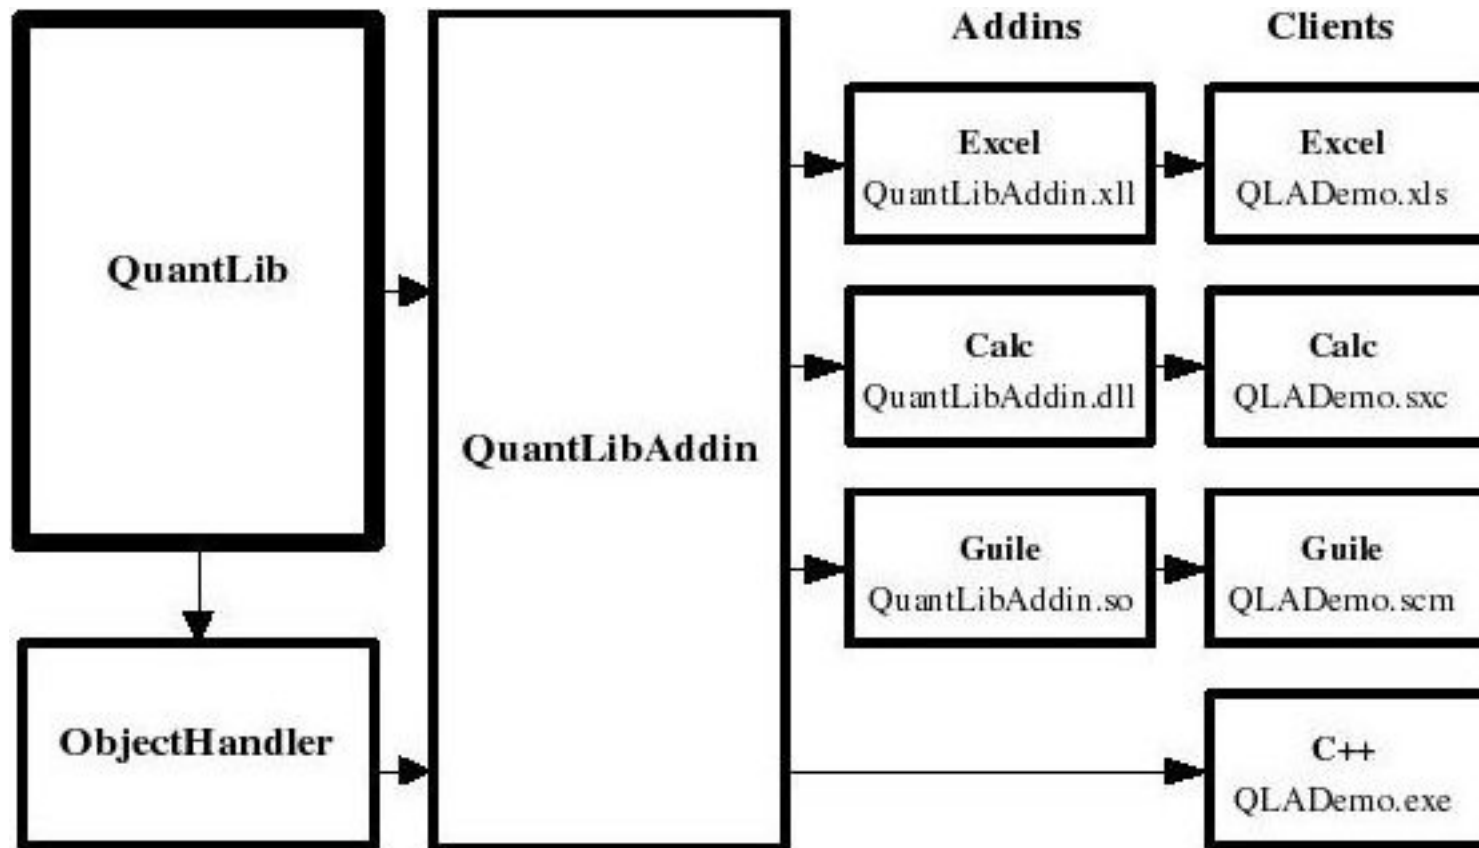 Addins
Clients
QuantLib
QuantLibAddin
ObjectHandler
Excel
QuantLibAddin.xll
Excel
QLADemo.xls
Calc
QuantLibAddin.dll
Calc
QLADemo.sxc
Guile
QuantLibAddin.so
Guile
QLADemo.scm
C++
QLADemo.exe